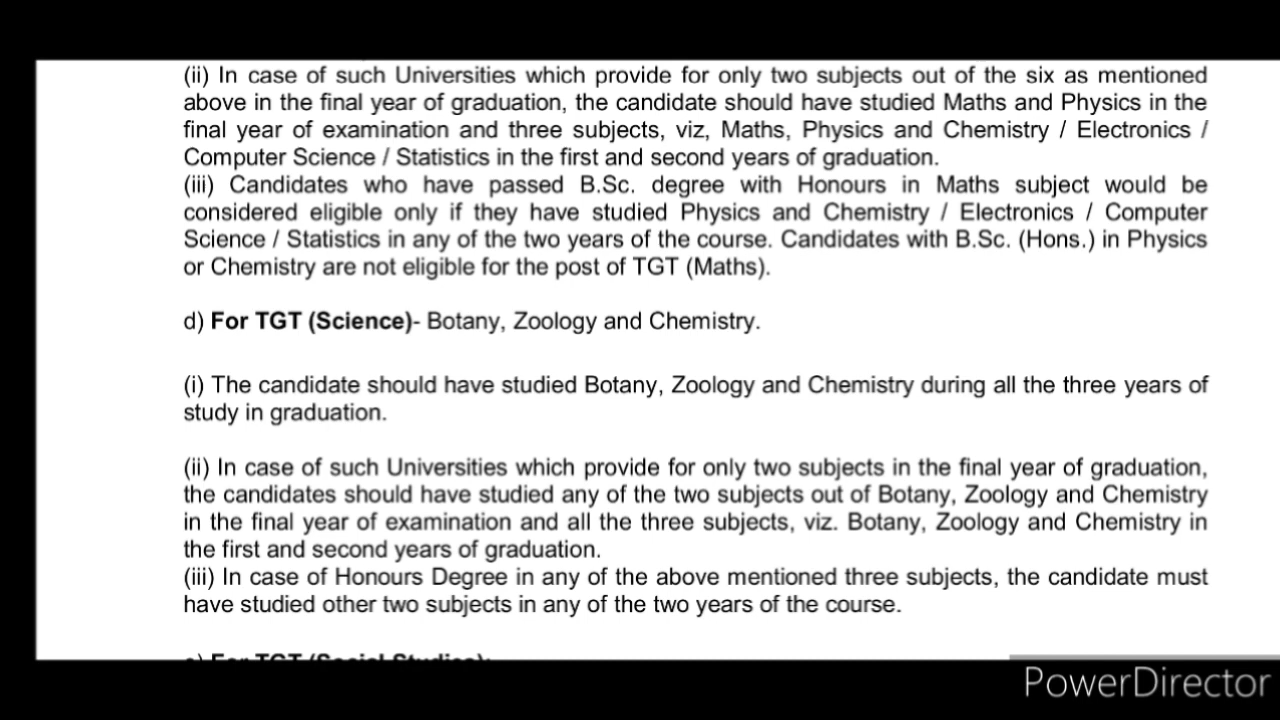 (ii) In case of such Universities which provide for only two subjects out of the six as mentioned
above in the final year of graduation, the candidate should have studied Maths and Physics in the
final year of examination and three subjects, viz, Maths, Physics and Chemistry / Electronics /
Computer Science / Statistics in the first and second years of graduation.
(iii) Candidates who have passed B.Sc. degree with Honours in Maths subject would be
considered eligible only if they have studied Physics and Chemistry / Electronics / Computer
Science / Statistics in any of the two years of the course. Candidates with B.Sc. (Hons.) in Physics
or Chemistry are not eligible for the post of TGT (Maths).
d) For TGT (Science)- Botany, Zoology and Chemistry.
(i) The candidate should have studied Botany, Zoology and Chemistry during all the three years of
study in graduation.
(ii) In case of such Universities which provide for only two subjects in the final year of graduation,
the candidates should have studied any of the two subjects out of Botany, Zoology and Chemistry
in the final year of examination and all the three subjects, viz. Botany, Zoology and Chemistry in
the first and second years of graduation.
(iii) In case of Honours Degree in any of the above mentioned three subjects, the candidate must
have studied other two subjects in any of the two years of the course.
e) For TGT (Social Studies):
PowerDirector